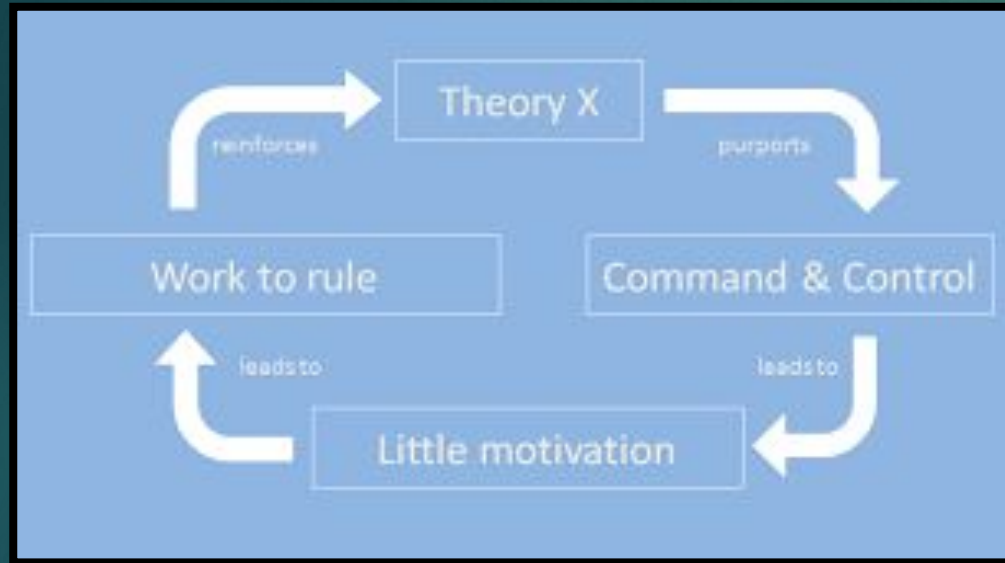 Theory X
reinforces
purports
Work to rule
Command & Control
leads to
leads to
Little motivation